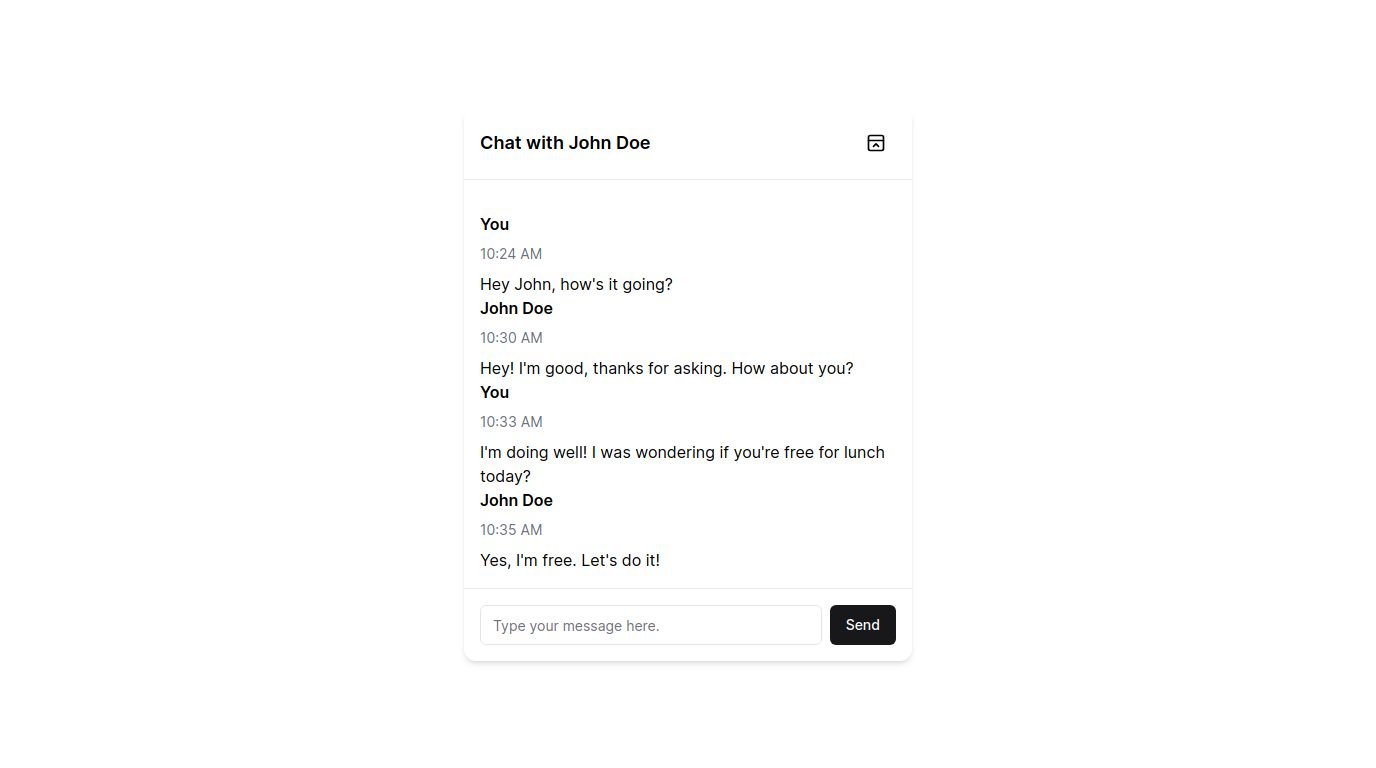 Chat with John Doe
You
10:24 AM
Hey John, how's it going?
John Doe
10:30 AM
Hey! I'm good, thanks for asking. How about you?
You
10:33 AM
I'm doing well! I was wondering if you're free for lunch
today?
John Doe
10:35 AM
Yes, I'm free. Let's do it!
Type your message here.
Send